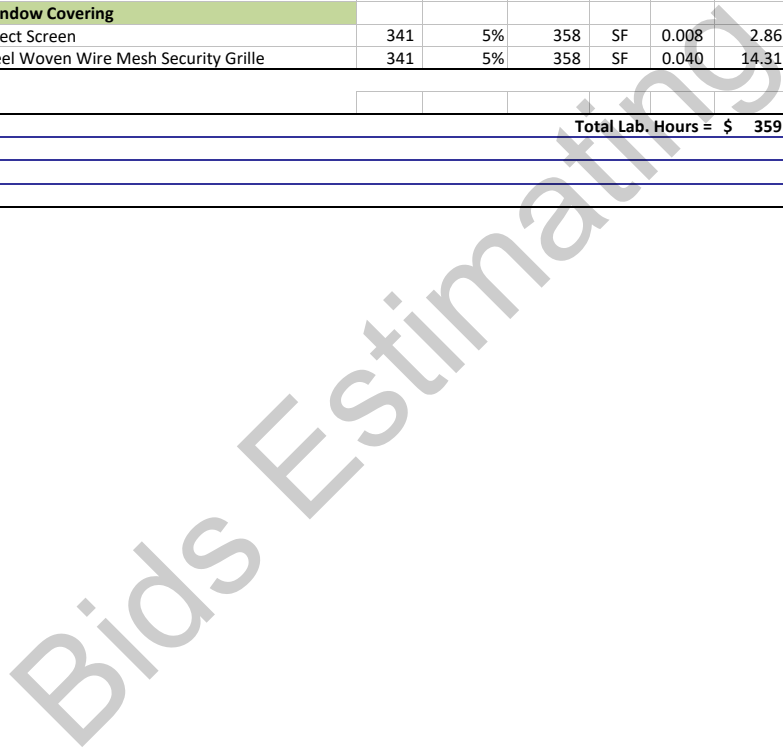 ndow Covering
ect Screen 341 5% 358 SF 0.008 2.86
el Woven Wire Mesh Security Grille 341 5% 358 SF 0.040 14.31
Total Lab. Hours = $ 359
Bids Estimating